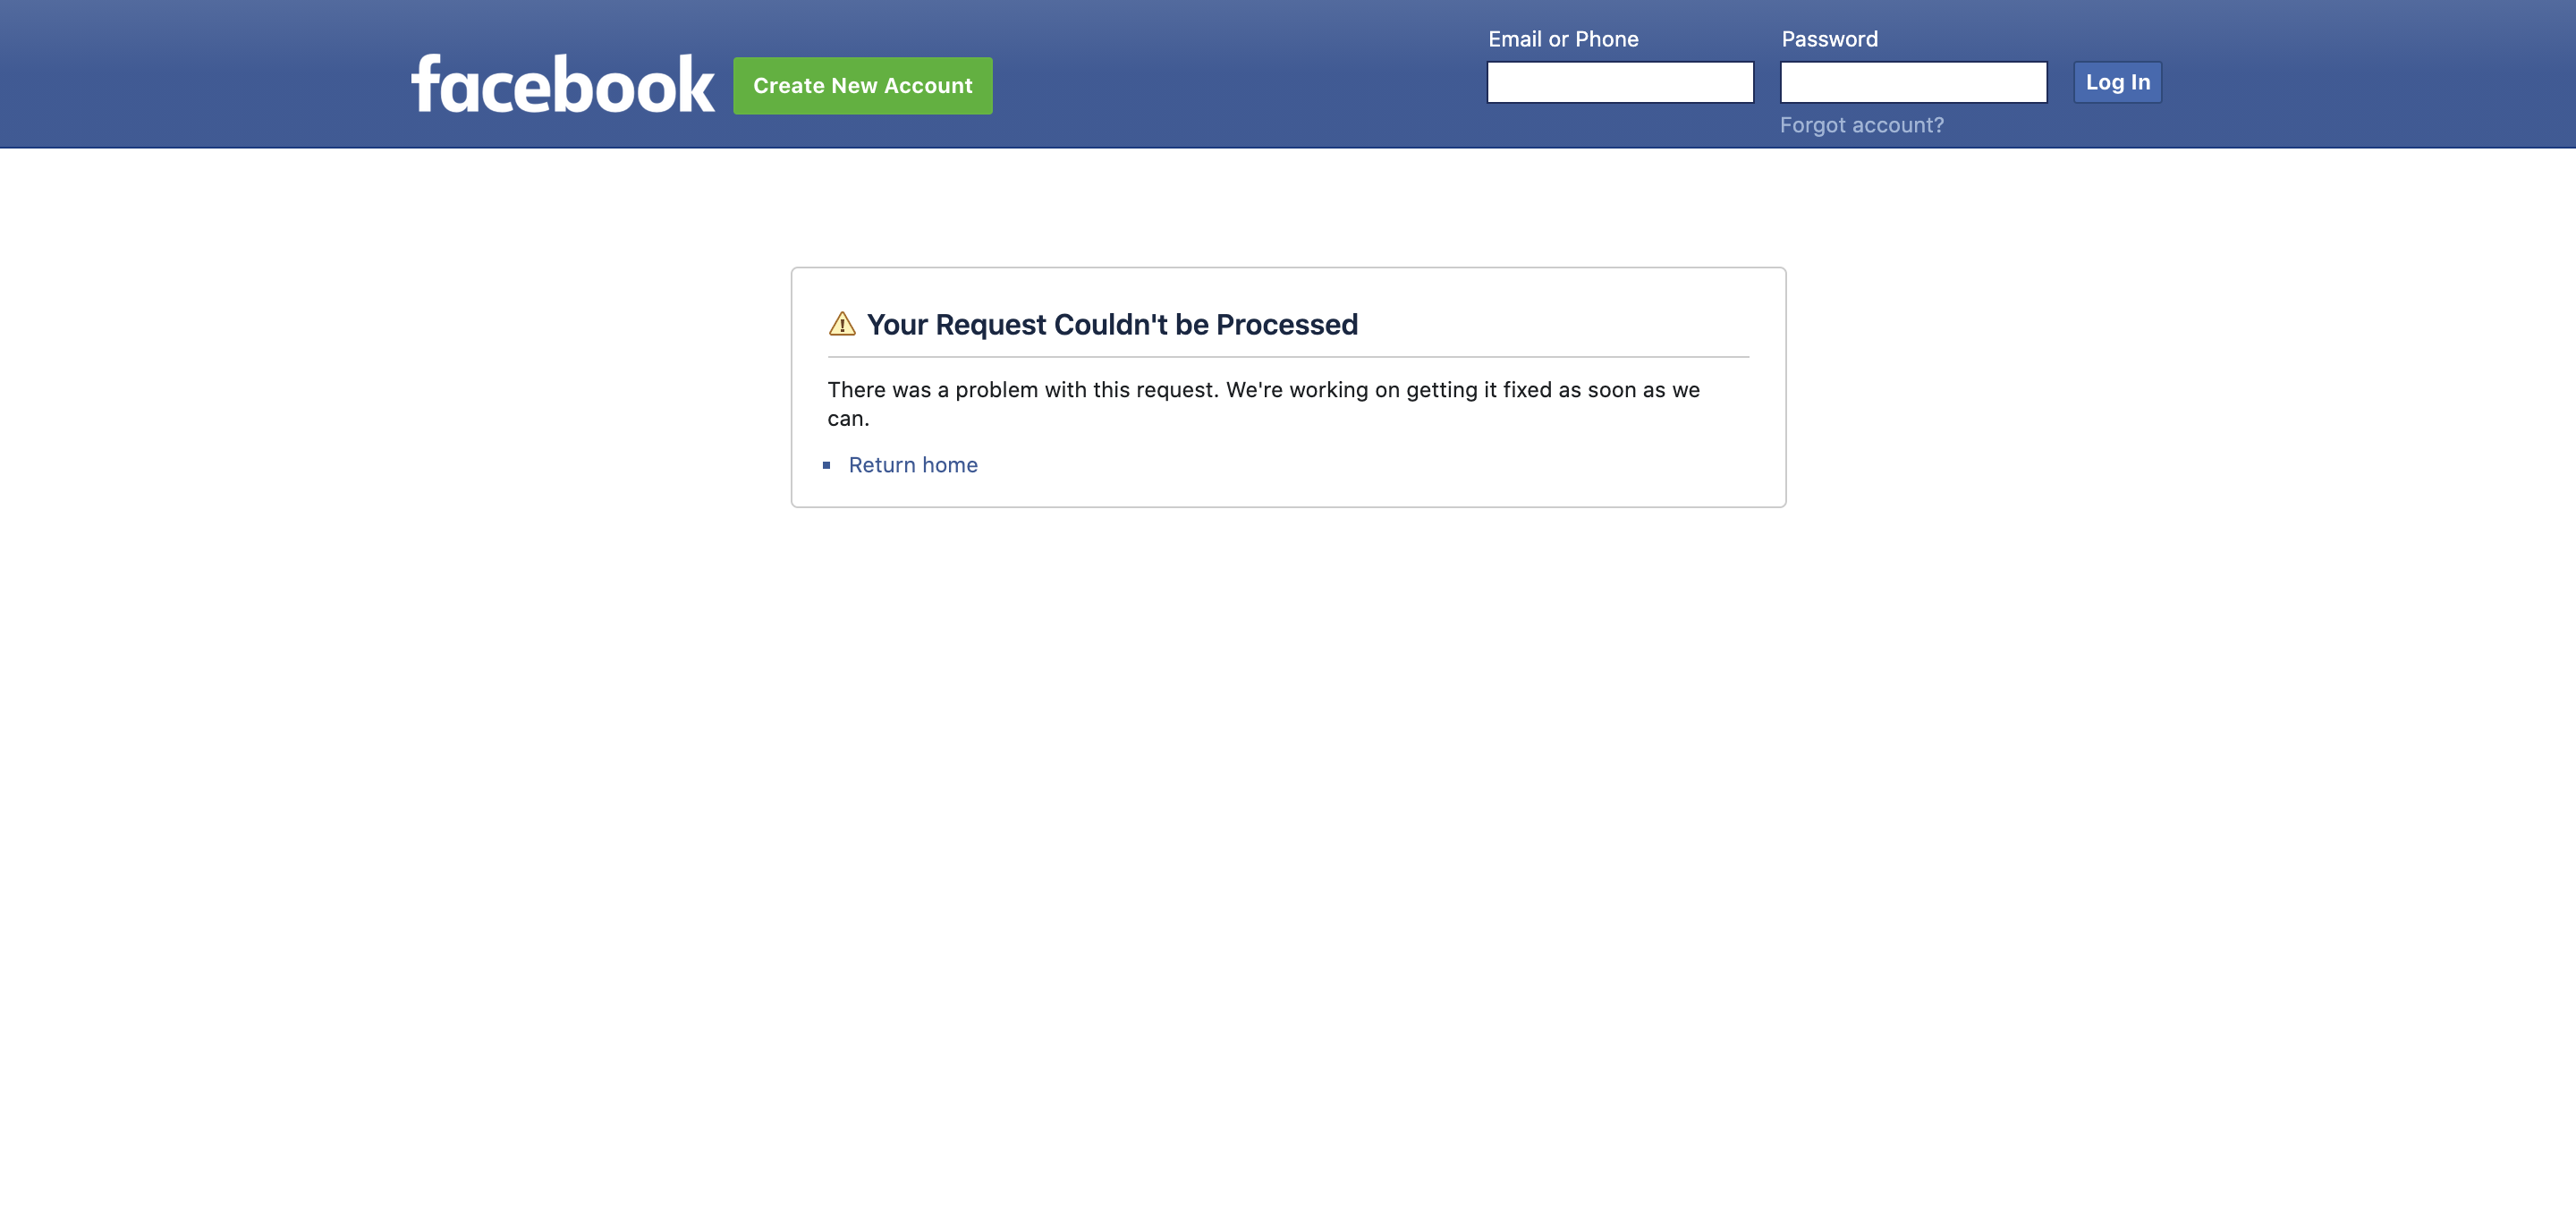 facebook
Create New Account
Email or Phone
Password
Log In
Forgot account?
Your Request Couldn't be Processed
There was a problem with this request. We're working on getting it fixed as soon as we
can.
Return home